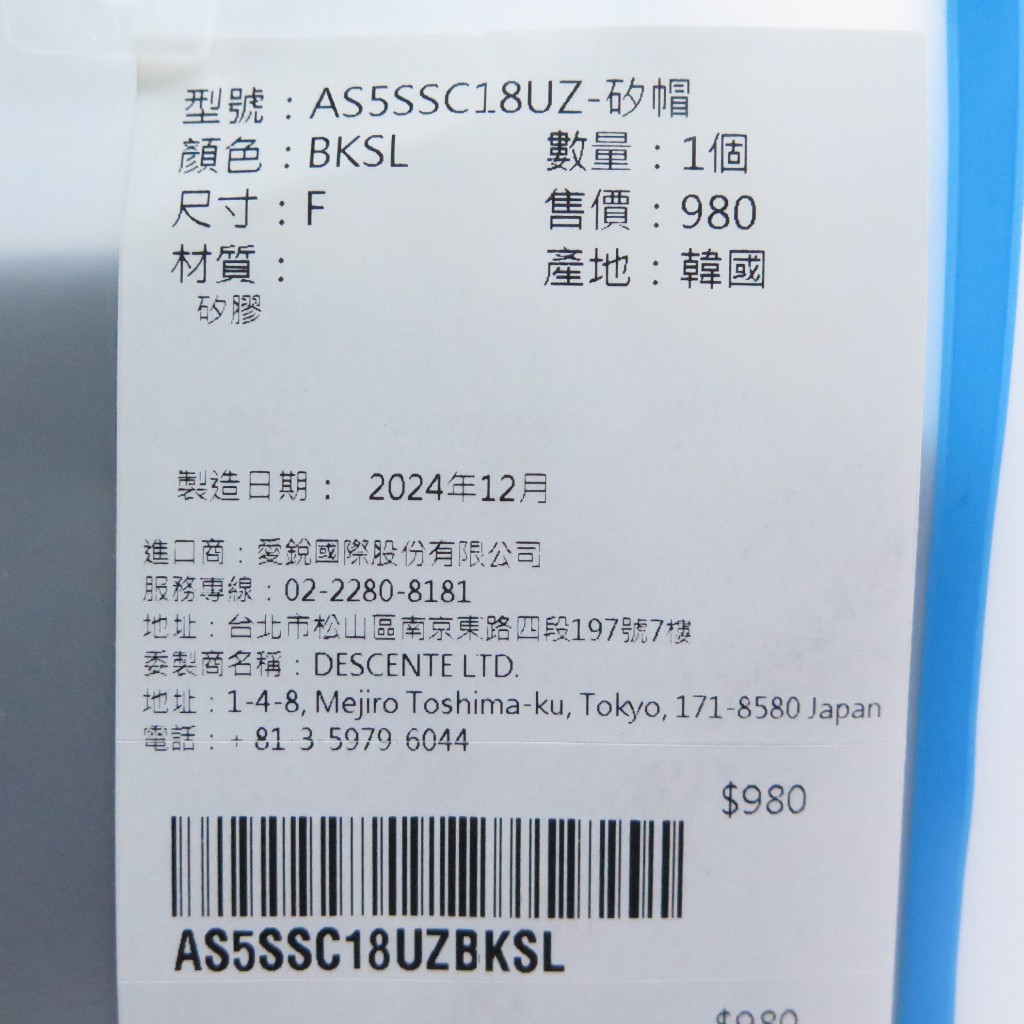 型號：AS5SSC18UZ-矽帽
顏色：BKSL 數量：1個
尺寸：F 售價：980
材質： 產地：韓國
矽膠
製造日期： 2024年12月
進口商：愛銳國際股份有限公司
服務專線：02-2280-8181
地址：台北市松山區南京東路四段197號7樓
委製商名稱：DESCENTE LTD.
地址：1-4-8, Mejiro Toshima-ku, Tokyo, 171-8580 Japan
電話：+ 81-3-5979-6044
$980
AS5SSC18UZBKSL
$980